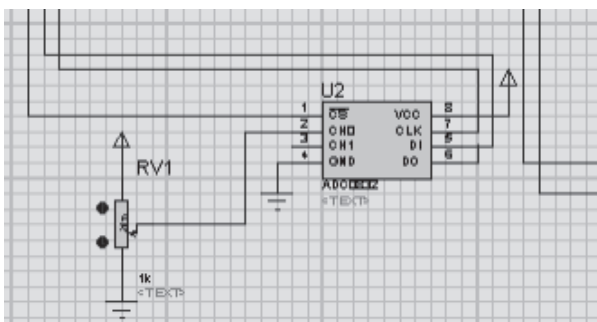 U2
1 CS VCC 8
2 CH0 CLK 7
3 CH1 DI 5
4 GND DO 6
<TEXT>
RV1
1k
<TEXT>